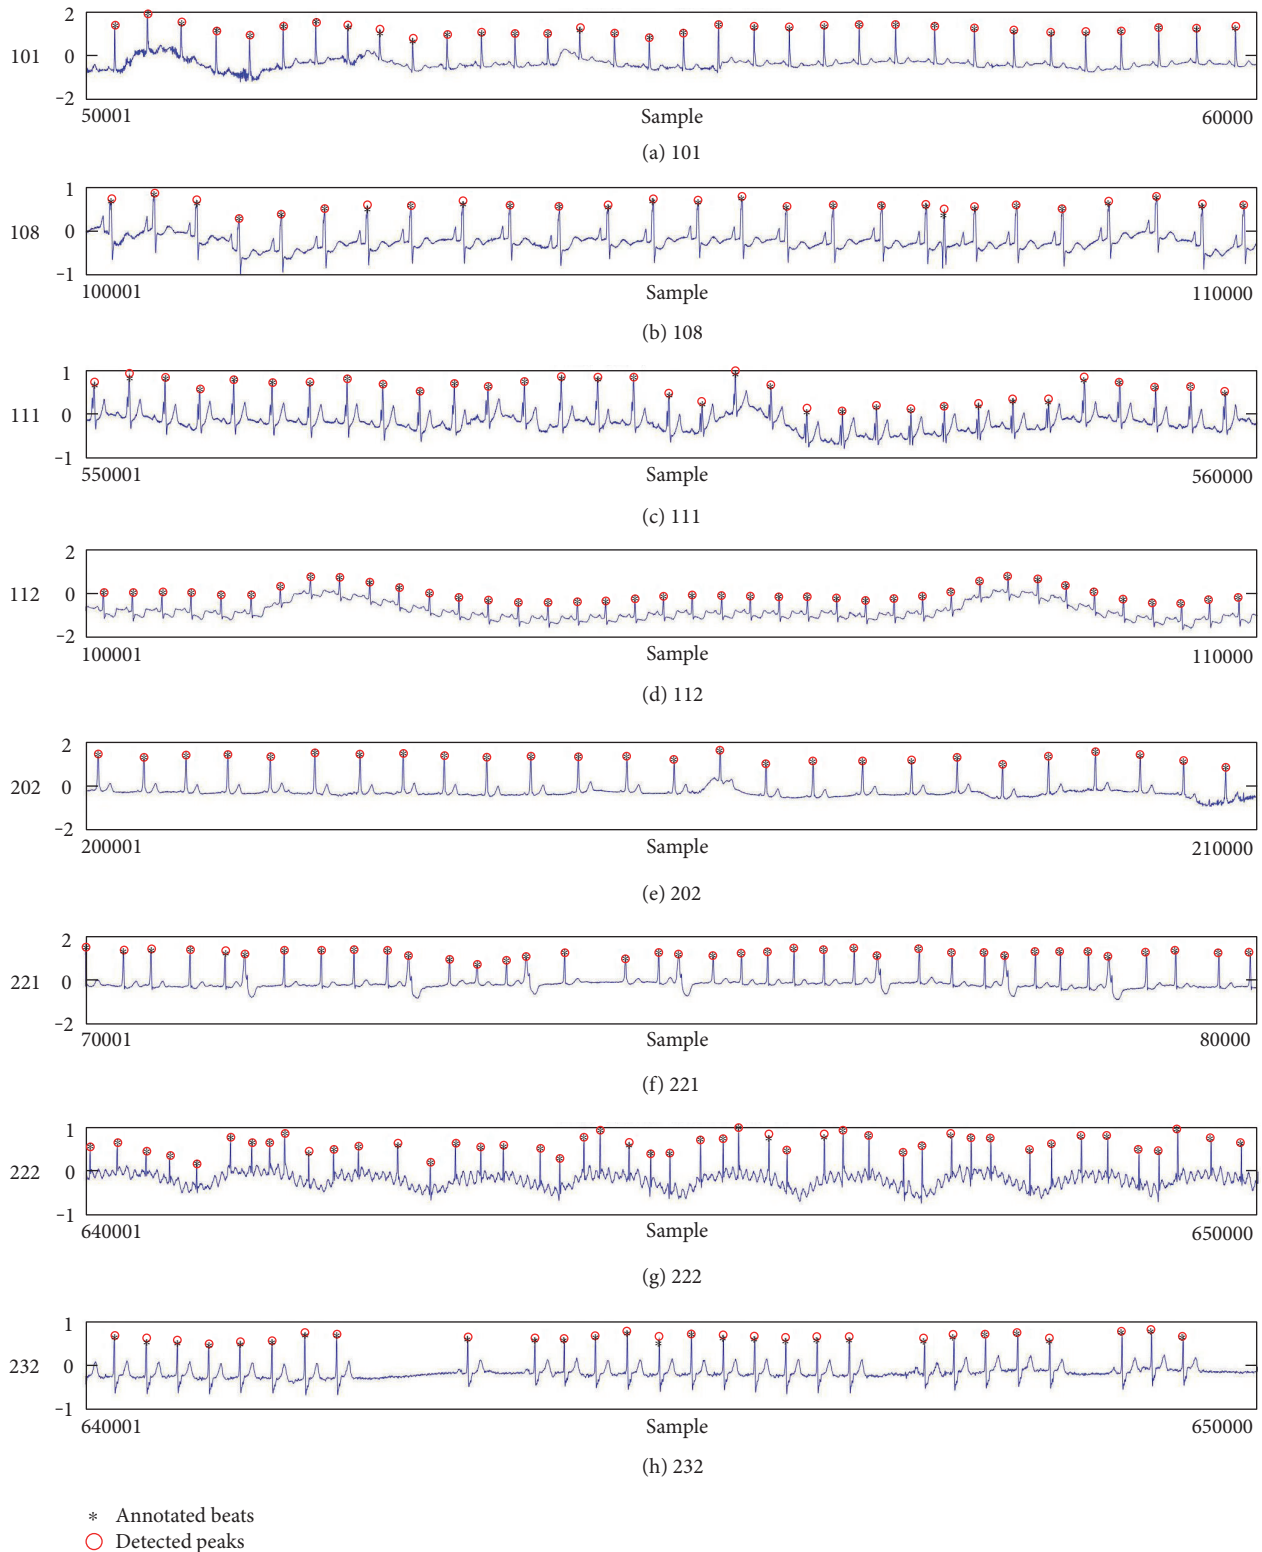 2
101
0
−2
50001
Sample
60000
(a) 101
1
108
0
−1
100001
Sample
110000
(b) 108
1
111
0
−1
550001
Sample
560000
(c) 111
2
112
0
−2
100001
Sample
110000
(d) 112
2
202
0
−2
200001
Sample
210000
(e) 202
2
221
0
−2
70001
Sample
80000
(f) 221
1
222
0
−1
640001
Sample
650000
(g) 222
1
232
0
−1
640001
Sample
650000
(h) 232
* Annotated beats
Detected peaks